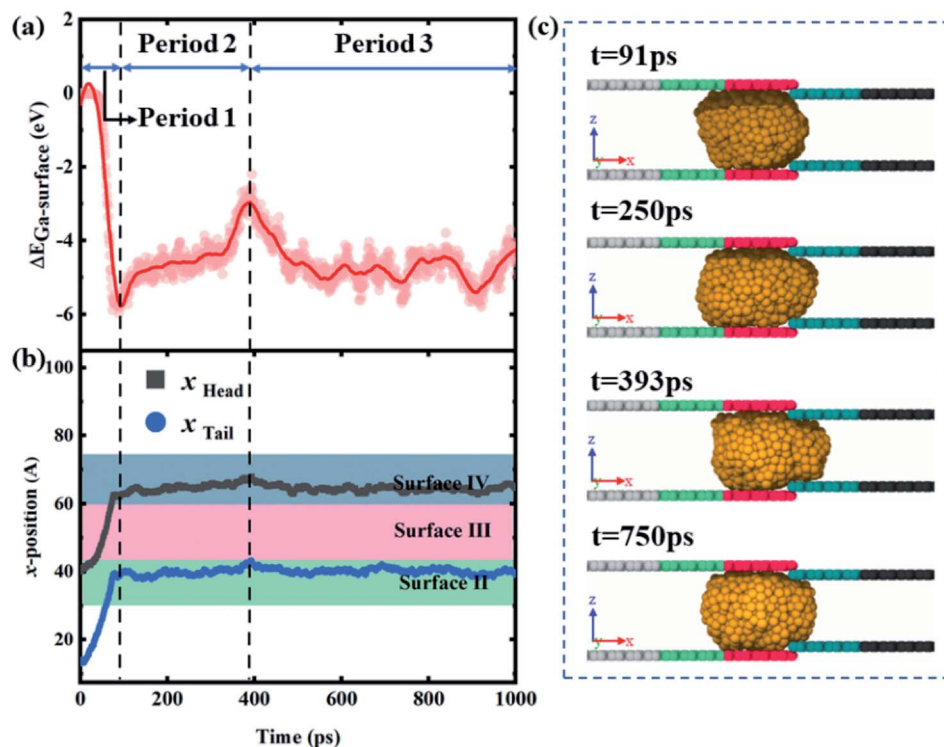 (a)
2
0
-2
-4
-6
ΔE Ga-surface (eV)
Period 2
Period 3
Period 1
(b)
100
80
60
40
20
x-position (A)
x Head
x Tail
Surface IV
Surface III
Surface II
0 200 400 600 800 1000
Time (ps)
(c)
t=91ps
z
y x
t=250ps
z
y x
t=393ps
z
y x
t=750ps
z
y x